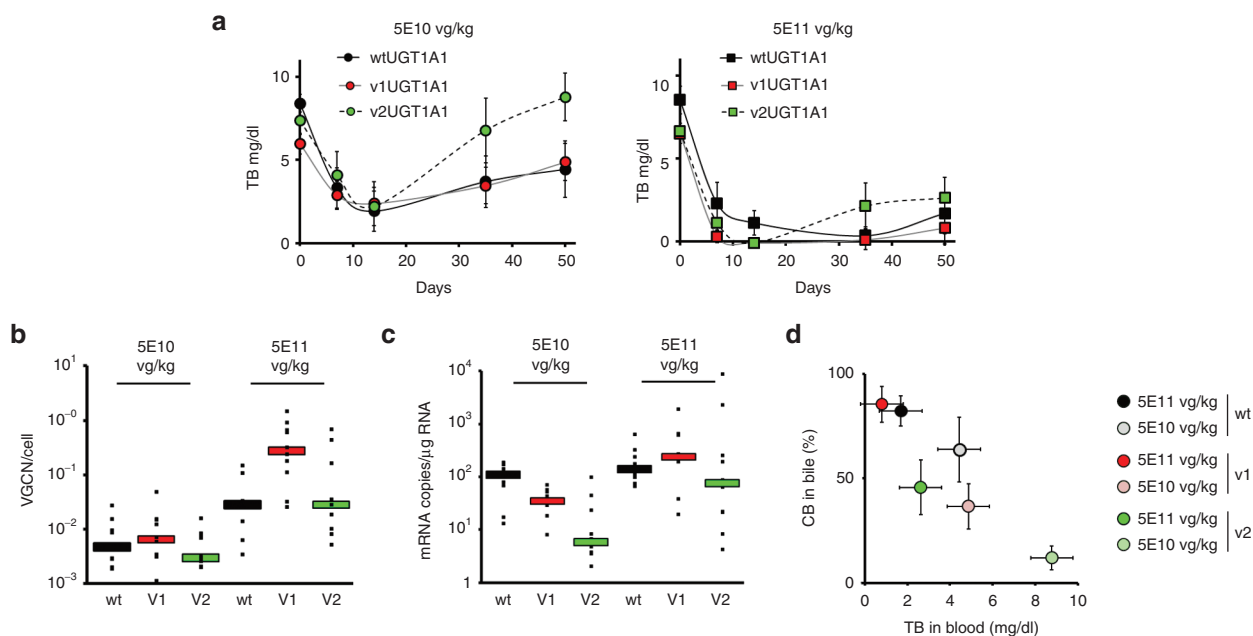 a
5E10 vg/kg
wtUGT1A1
v1UGT1A1
v2UGT1A1
TB mg/dl
10
5
0
0 10 20 30 40 50
Days
5E11 vg/kg
wtUGT1A1
v1UGT1A1
v2UGT1A1
TB mg/dl
10
5
0
0 10 20 30 40 50
Days
b
5E10
vg/kg
5E11
vg/kg
VGCN/cell
10¹
10⁻⁰
10⁻¹
10⁻²
10⁻³
wt V1 V2 wt V1 V2
c
5E10
vg/kg
5E11
vg/kg
mRNA copies/µg RNA
10⁴
10³
10²
10¹
1
wt V1 V2 wt V1 V2
d
CB in bile (%)
100
50
0
0 2 4 6 8 10
TB in blood (mg/dl)
5E11 vg/kg
5E10 vg/kg
wt
5E11 vg/kg
5E10 vg/kg
v1
5E11 vg/kg
5E10 vg/kg
v2